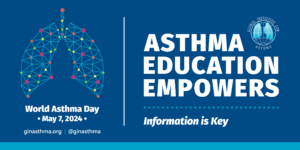 World Asthma Day
• May 7, 2024 •
ginasthma.org | @ginasthma
ASTHMA
EDUCATION
EMPOWERS
Information is Key